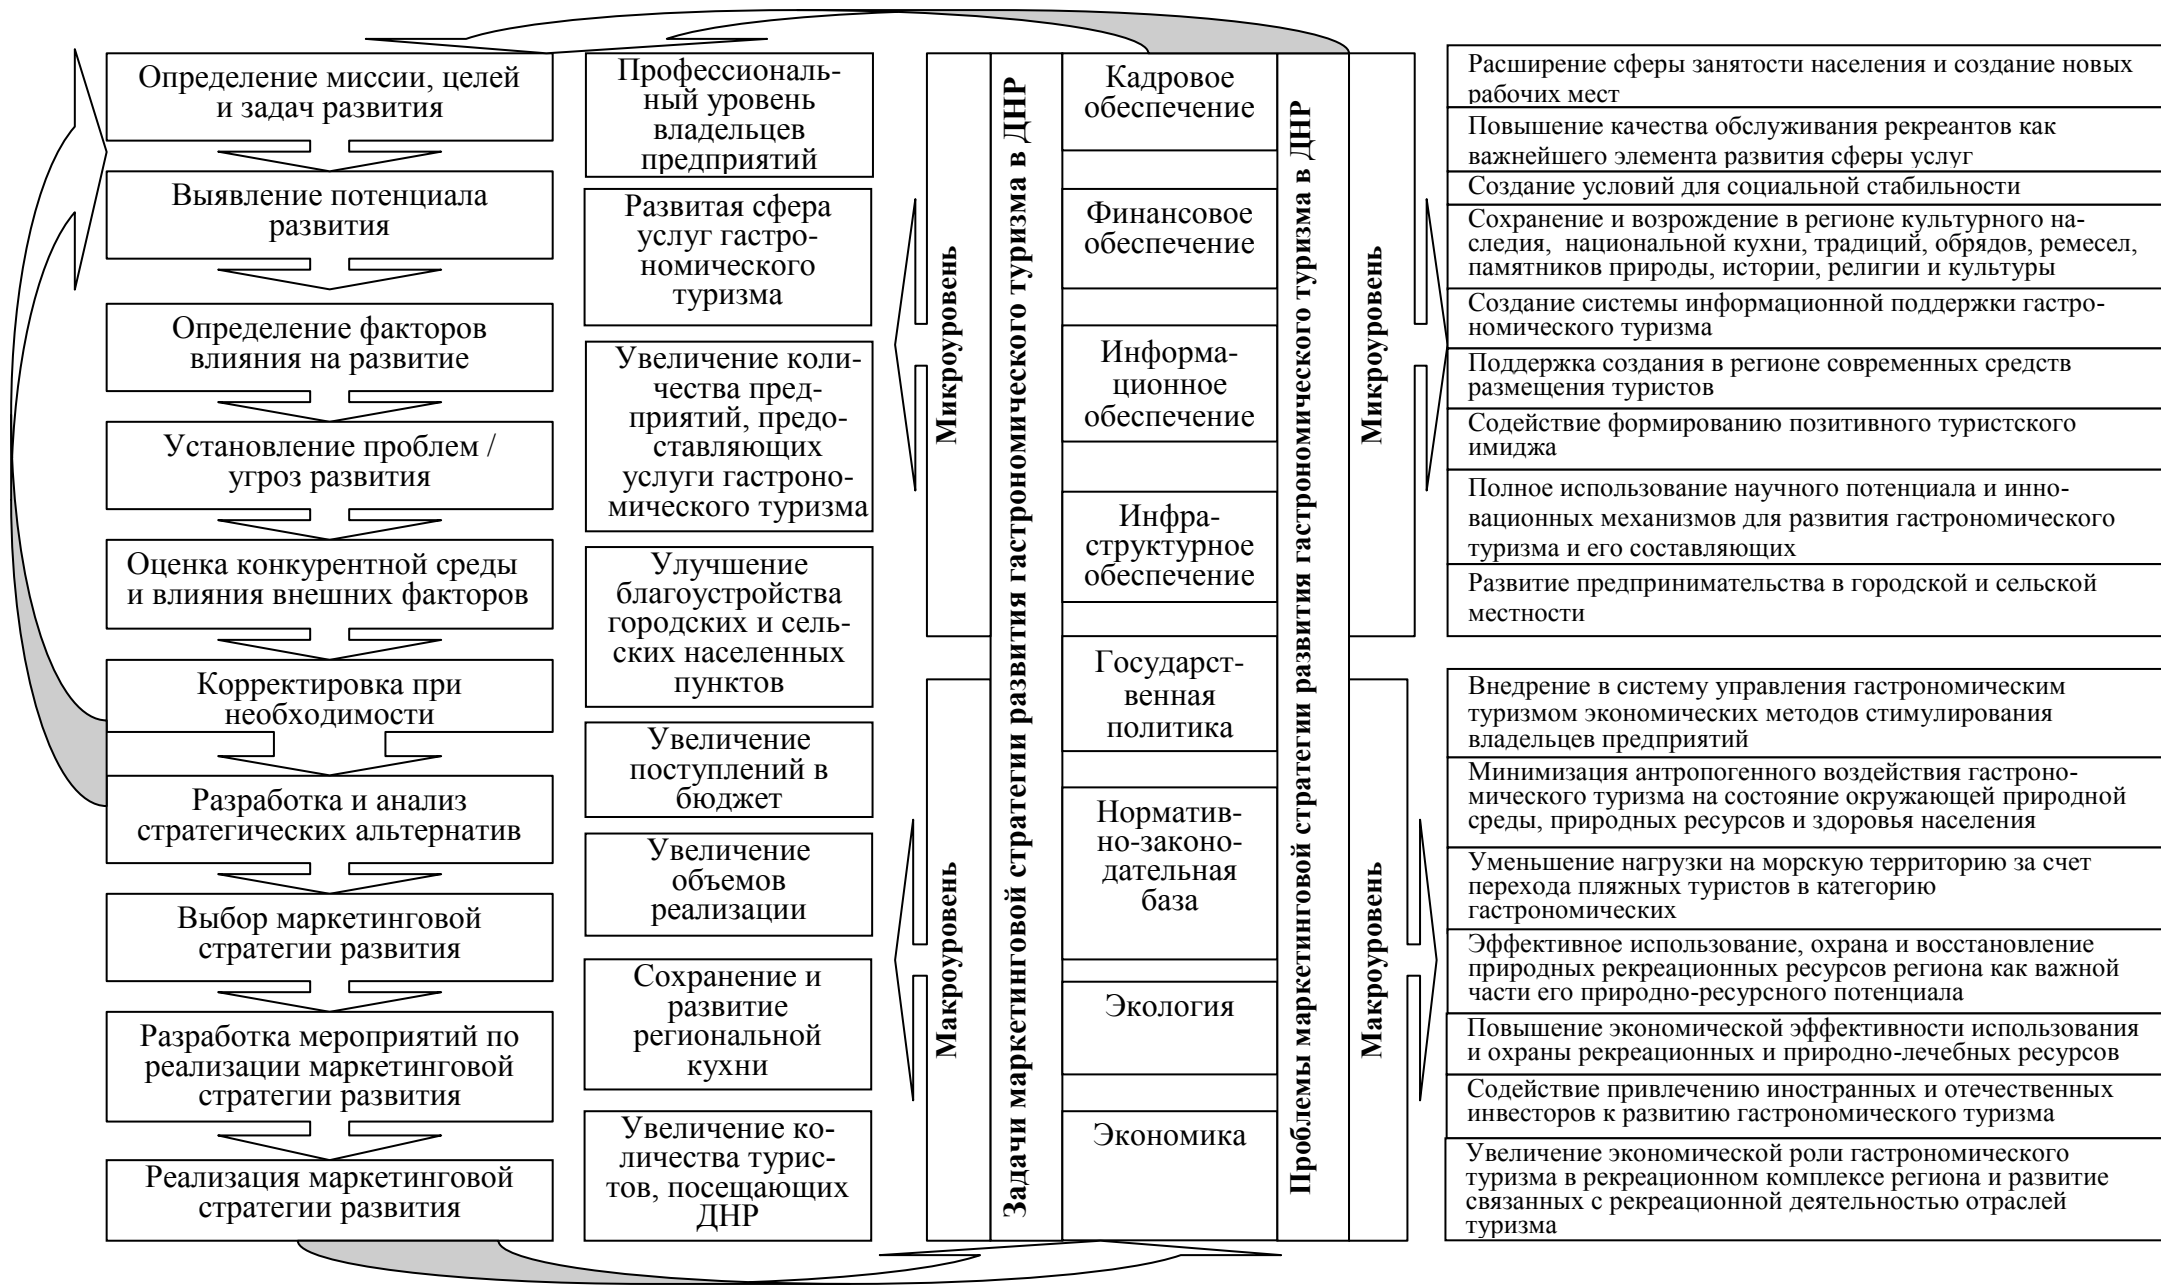 Определение миссии, целей
и задач развития
Выявление потенциала
развития
Определение факторов
влияния на развитие
Установление проблем /
угроз развития
Оценка конкурентной среды
и влияния внешних факторов
Корректировка при
необходимости
Разработка и анализ
стратегических альтернатив
Выбор маркетинговой
стратегии развития
Разработка мероприятий по
реализации маркетинговой
стратегии развития
Реализация маркетинговой
стратегии развития
Профессиональ-
ный уровень
владельцев
предприятий
Развитая сфера
услуг гастро-
номического
туризма
Увеличение коли-
чества пред-
приятий, предо-
ставляющих
услуги гастроно-
мического туризма
Улучшение
благоустройства
городских и сель-
ских населенных
пунктов
Увеличение
поступлений в
бюджет
Увеличение
объемов
реализации
Сохранение и
развитие
региональной
кухни
Увеличение ко-
личества турис-
тов, посещающих
ДНР
Микроуровень
Макроуровень
Задачи маркетинговой стратегии развития гастрономического туризма в ДНР
Кадровое
обеспечение
Финансовое
обеспечение
Информа-
ционное
обеспечение
Инфра-
структурное
обеспечение
Государст-
венная
политика
Норматив-
но-законо-
дательная
база
Экология
Экономика
Проблемы маркетинговой стратегии развития гастрономического туризма в ДНР
Микроуровень
Макроуровень
Расширение сферы занятости населения и создание новых
рабочих мест
Повышение качества обслуживания рекреантов как
важнейшего элемента развития сферы услуг
Создание условий для социальной стабильности
Сохранение и возрождение в регионе культурного на-
следия,  национальной кухни, традиций, обрядов, ремесел,
памятников природы, истории, религии и культуры
Создание системы информационной поддержки гастро-
номического туризма
Поддержка создания в регионе современных средств
размещения туристов
Содействие формированию позитивного туристского
имиджа
Полное использование научного потенциала и инно-
вационных механизмов для развития гастрономического
туризма и его составляющих
Развитие предпринимательства в городской и сельской
местности
Внедрение в систему управления гастрономическим
туризмом экономических методов стимулирования
владельцев предприятий
Минимизация антропогенного воздействия гастроно-
мического туризма на состояние окружающей природной
среды, природных ресурсов и здоровья населения
Уменьшение нагрузки на морскую территорию за счет
перехода пляжных туристов в категорию
гастрономических
Эффективное использование, охрана и восстановление
природных рекреационных ресурсов региона как важной
части его природно-ресурсного потенциала
Повышение экономической эффективности использования
и охраны рекреационных и природно-лечебных ресурсов
Содействие привлечению иностранных и отечественных
инвесторов к развитию гастрономического туризма
Увеличение экономической роли гастрономического
туризма в рекреационном комплексе региона и развитие
связанных с рекреационной деятельностью отраслей
туризма